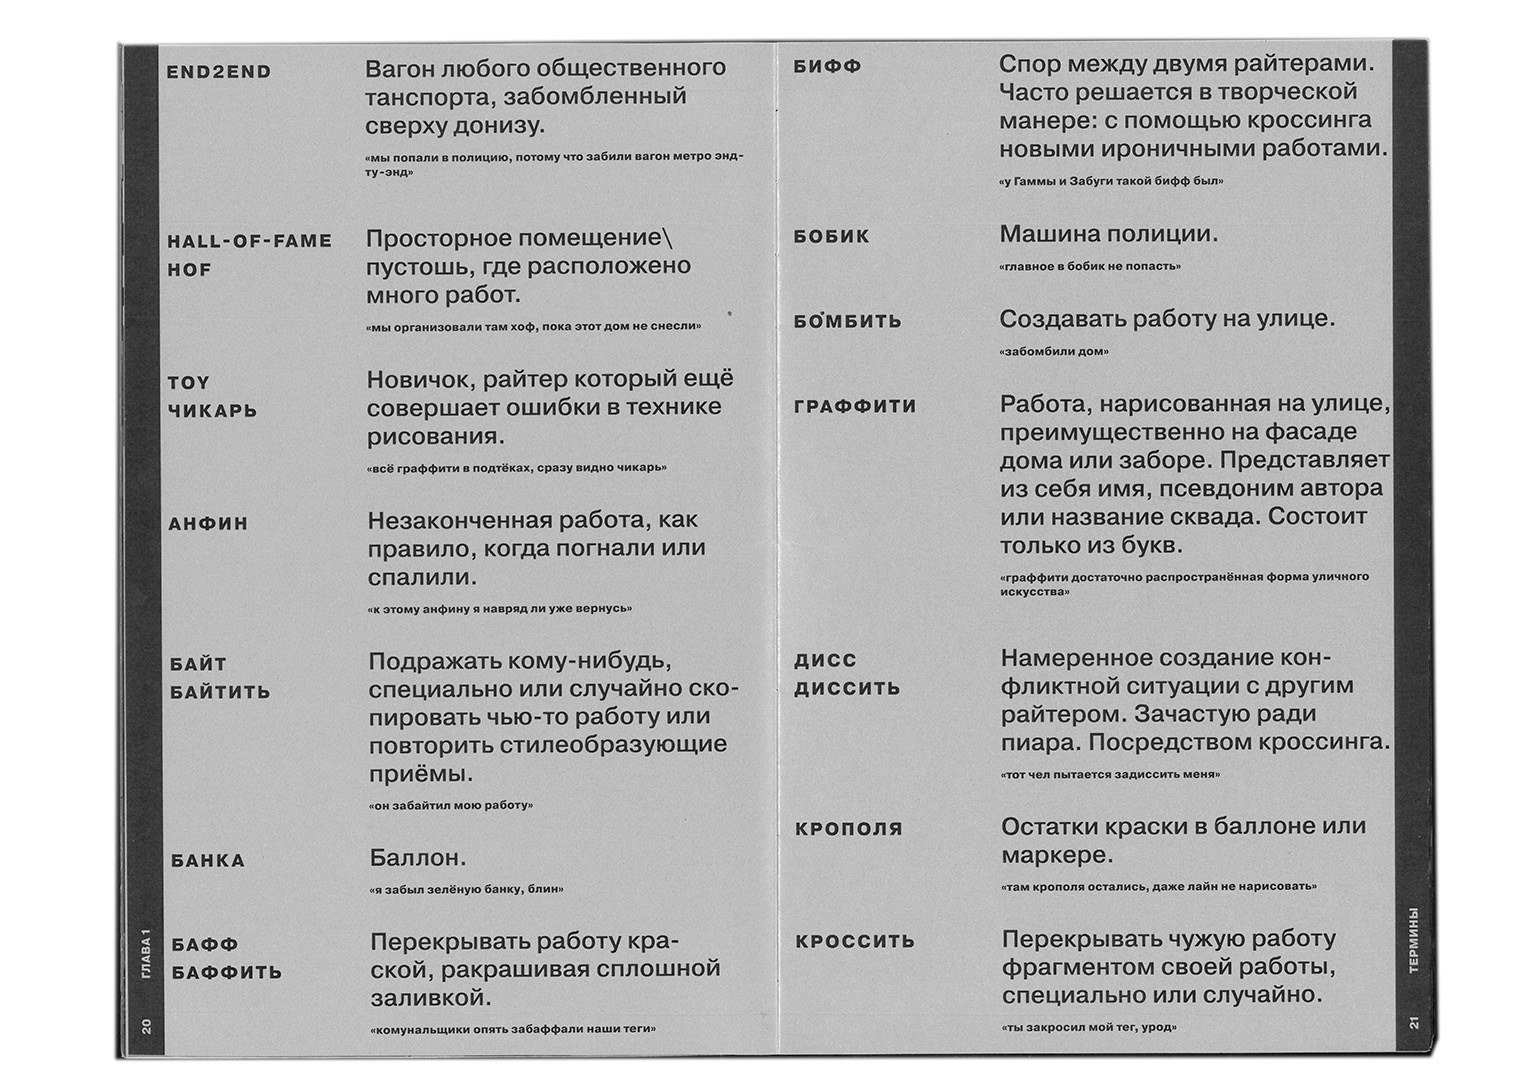 END2END
Вагон любого общественного
танспорта, забомбленный
сверху донизу.
«мы попали в полицию, потому что забили вагон метро энд-
ту-энд»
HALL-OF-FAME
HOF
Просторное помещение\
пустошь, где расположено
много работ.
«мы организовали там хоф, пока этот дом не снесли»
TOY
ЧИКАРЬ
Новичок, райтер который ещё
совершает ошибки в технике
рисования.
«всё граффити в подтёках, сразу видно чикарь»
АНФИН
Незаконченная работа, как
правило, когда погнали или
спалили.
«к этому анфину я навряд ли уже вернусь»
БАЙТ
БАЙТИТЬ
Подражать кому-нибудь,
специально или случайно ско-
пировать чью-то работу или
повторить стилеобразующие
приёмы.
«он забайтил мою работу»
БАНКА
Баллон.
«я забыл зелёную банку, блин»
БАФФ
БАФФИТЬ
Перекрывать работу кра-
ской, ракрашивая сплошной
заливкой.
«комунальщики опять забаффали наши теги»
20
ГЛАВА 1
БИФФ
Спор между двумя райтерами.
Часто решается в творческой
манере: с помощью кроссинга
новыми ироничными работами.
«у Гаммы и Забуги такой бифф был»
БОБИК
Машина полиции.
«главное в бобик не попасть»
БО́МБИТЬ
Создавать работу на улице.
«забомбили дом»
ГРАФФИТИ
Работа, нарисованная на улице,
преимущественно на фасаде
дома или заборе. Представляет
из себя имя, псевдоним автора
или название сквада. Состоит
только из букв.
«граффити достаточно распространённая форма уличного
искусства»
ДИСС
ДИССИТЬ
Намеренное создание кон-
фликтной ситуации с другим
райтером. Зачастую ради
пиара. Посредством кроссинга.
«тот чел пытается задиссить меня»
КРОПОЛЯ
Остатки краски в баллоне или
маркере.
«там крополя остались, даже лайн не нарисовать»
КРОССИТЬ
Перекрывать чужую работу
фрагментом своей работы,
специально или случайно.
«ты закросил мой тег, урод»
21
ТЕРМИНЫ